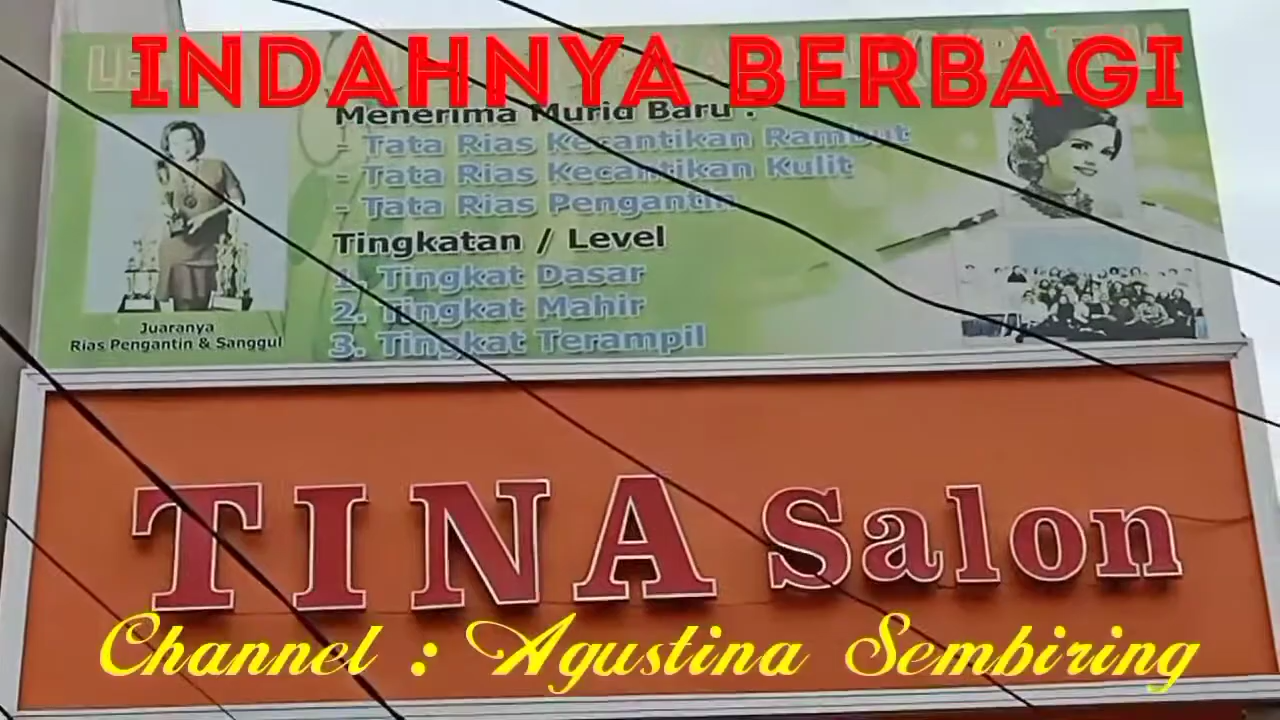 INDAHNYA BERBAGI
Menerima Murid Baru :
- Tata Rias Kecantikan Rambut
- Tata Rias Kecantikan Kulit
- Tata Rias Pengantin
Tingkatan / Level
1. Tingkat Dasar
2. Tingkat Mahir
3. Tingkat Terampil
Juaranya
Rias Pengantin & Sanggul
TINA Salon
Channel : Agustina Sembiring